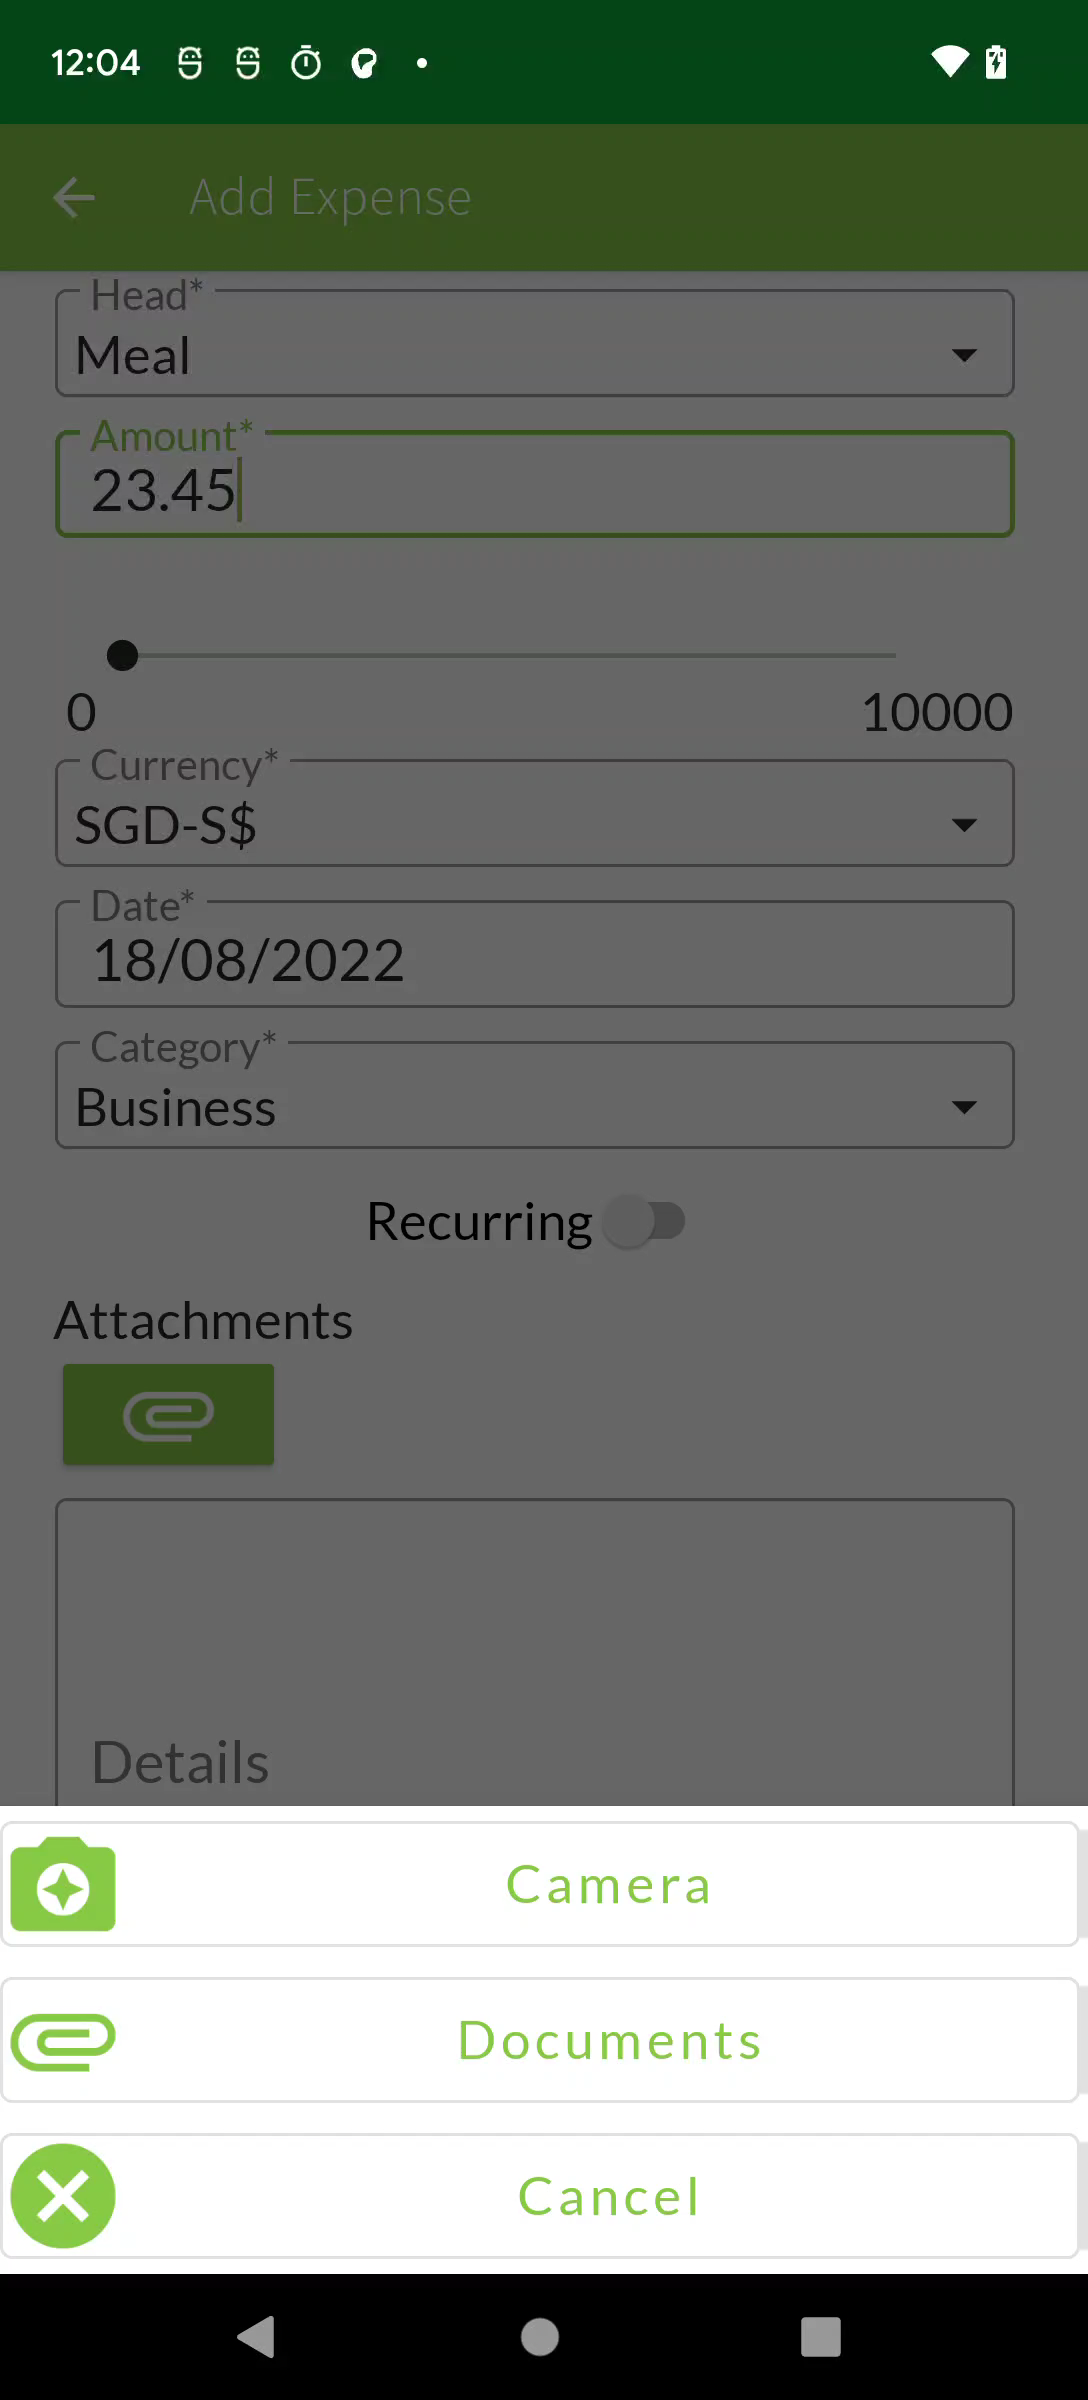 12:04
Add Expense
Head*
Meal
Amount*
23.45
0
10000
Currency*
SGD-S$
Date*
18/08/2022
Category*
Business
Recurring
Attachments
Details
Camera
Documents
Cancel